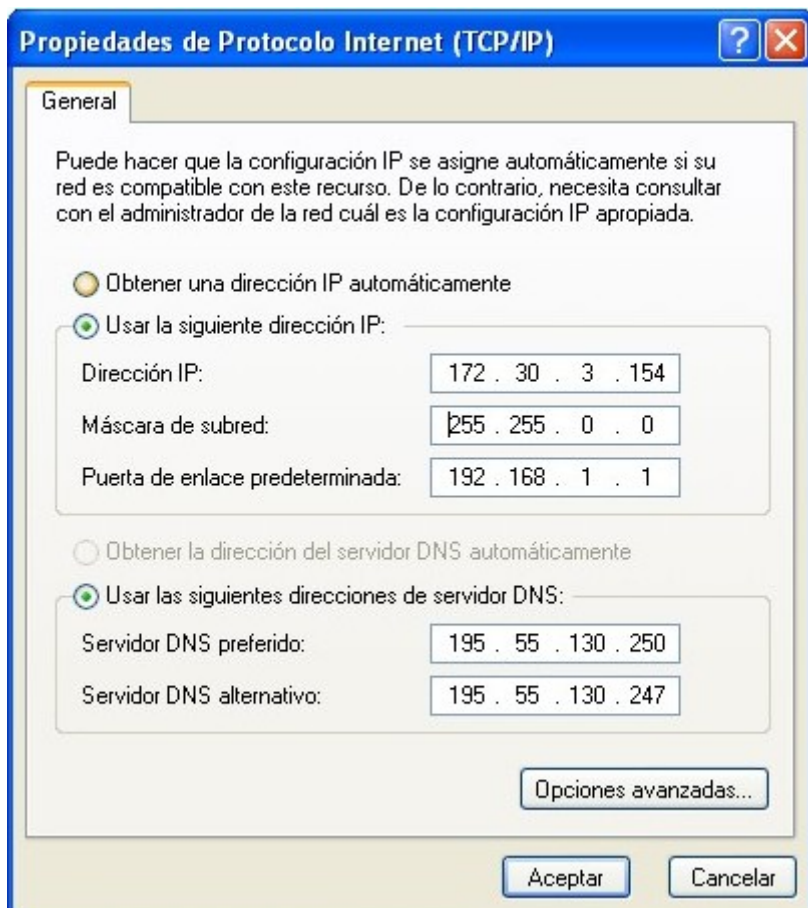 Propiedades de Protocolo Internet (TCP/IP)
General
Puede hacer que la configuración IP se asigne automáticamente si su
red es compatible con este recurso. De lo contrario, necesita consultar
con el administrador de la red cuál es la configuración IP apropiada.
Obtener una dirección IP automáticamente
Usar la siguiente dirección IP:
Dirección IP: 172 . 30 . 3 . 154
Máscara de subred: 255 . 255 . 0 . 0
Puerta de enlace predeterminada: 192 . 168 . 1 . 1
Obtener la dirección del servidor DNS automáticamente
Usar las siguientes direcciones de servidor DNS:
Servidor DNS preferido: 195 . 55 . 130 . 250
Servidor DNS alternativo: 195 . 55 . 130 . 247
Opciones avanzadas...
Aceptar Cancelar